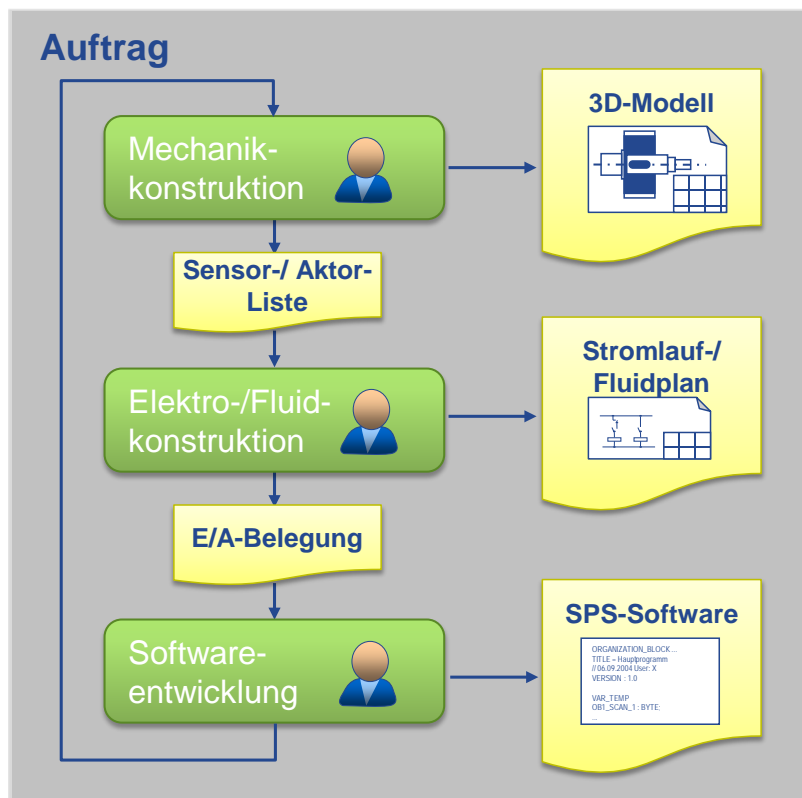 Auftrag
Mechanik-
konstruktion
3D-Modell
Sensor-/ Aktor-
Liste
Elektro-/Fluid-
konstruktion
Stromlauf-/
Fluidplan
E/A-Belegung
Software-
entwicklung
SPS-Software
ORGANIZATION_BLOCK ...
TITLE = Hauptprogramm
// 06.09.2004 User: X
VERSION : 1.0
VAR_TEMP
OB1_SCAN_1 : BYTE;
...